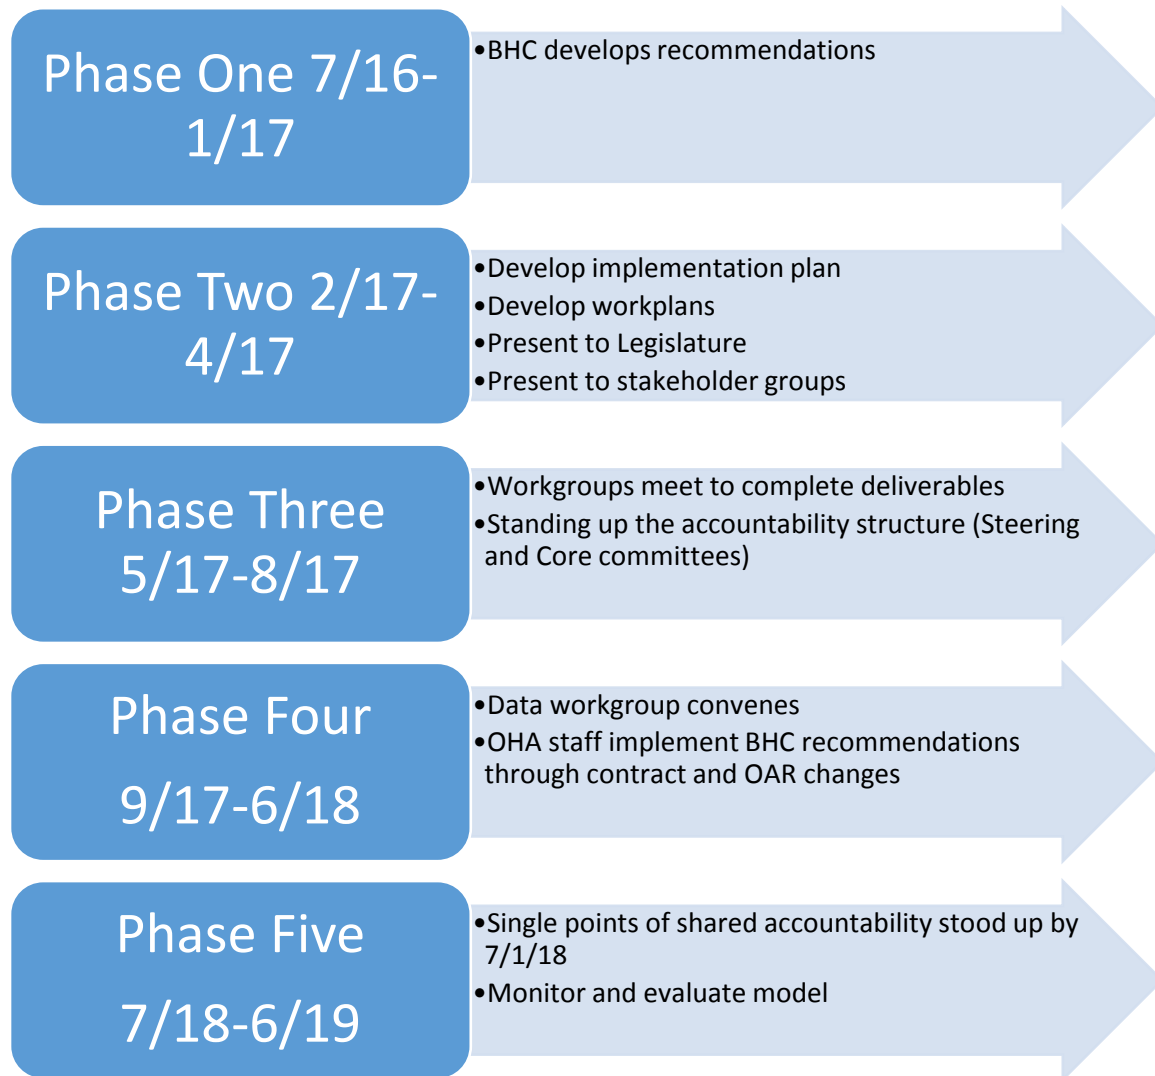 Phase One 7/16-
1/17
•BHC develops recommendations
Phase Two 2/17-
4/17
•Develop implementation plan
•Develop workplans
•Present to Legislature
•Present to stakeholder groups
Phase Three
5/17-8/17
•Workgroups meet to complete deliverables
•Standing up the accountability structure (Steering
and Core committees)
Phase Four
9/17-6/18
•Data workgroup convenes
•OHA staff implement BHC recommendations
through contract and OAR changes
Phase Five
7/18-6/19
•Single points of shared accountability stood up by
7/1/18
•Monitor and evaluate model